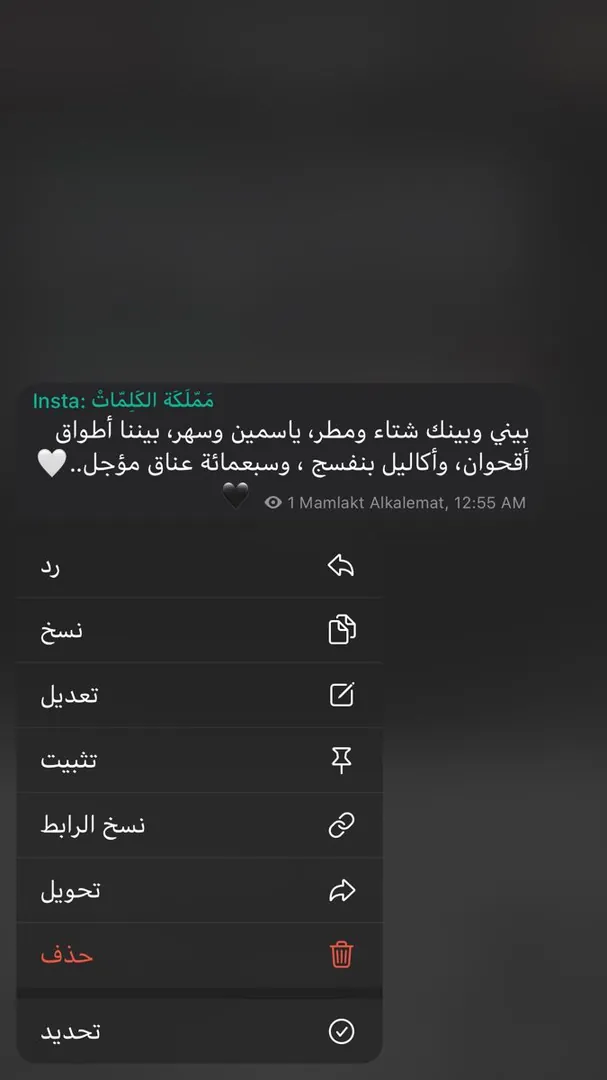 Insta: مَمّلَكَة الكَلِمّاتْ
بيني وبينك شتاء ومطر، ياسمين وسهر، بيننا أطواق
أقحوان، وأكاليل بنفسج ، وسبعمائة عناق مؤجل..🤍
🖤 1 Mamlakt Alkalemat, 12:55 AM
رد
نسخ
تعديل
تثبيت
نسخ الرابط
تحويل
حذف
تحديد